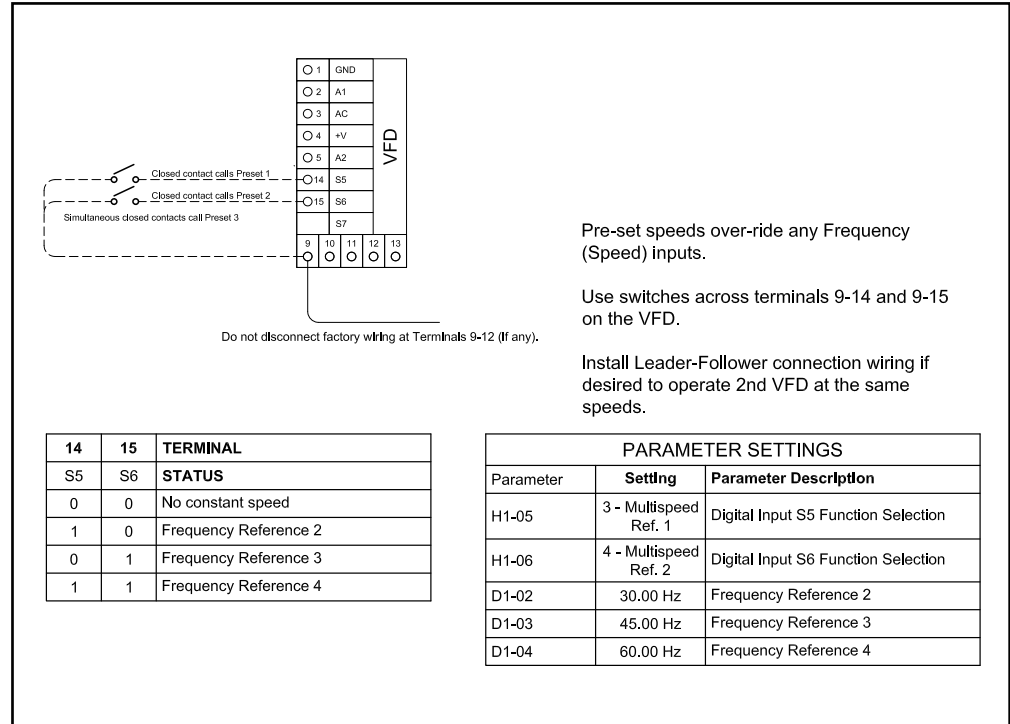 1 GND
2 A1
3 AC
4 +V
5 A2
14 S5
15 S6
S7
VFD
9 10 11 12 13
Closed contact calls Preset 1
Closed contact calls Preset 2
Simultaneous closed contacts call Preset 3
Do not disconnect factory wiring at Terminals 9-12 (if any).
Pre-set speeds over-ride any Frequency
(Speed) inputs.
Use switches across terminals 9-14 and 9-15
on the VFD.
Install Leader-Follower connection wiring if
desired to operate 2nd VFD at the same
speeds.
14 15 TERMINAL
S5 S6 STATUS
0 0 No constant speed
1 0 Frequency Reference 2
0 1 Frequency Reference 3
1 1 Frequency Reference 4
PARAMETER SETTINGS
Parameter Setting Parameter Description
H1-05 3 - Multispeed Ref. 1 Digital Input S5 Function Selection
H1-06 4 - Multispeed Ref. 2 Digital Input S6 Function Selection
D1-02 30.00 Hz Frequency Reference 2
D1-03 45.00 Hz Frequency Reference 3
D1-04 60.00 Hz Frequency Reference 4